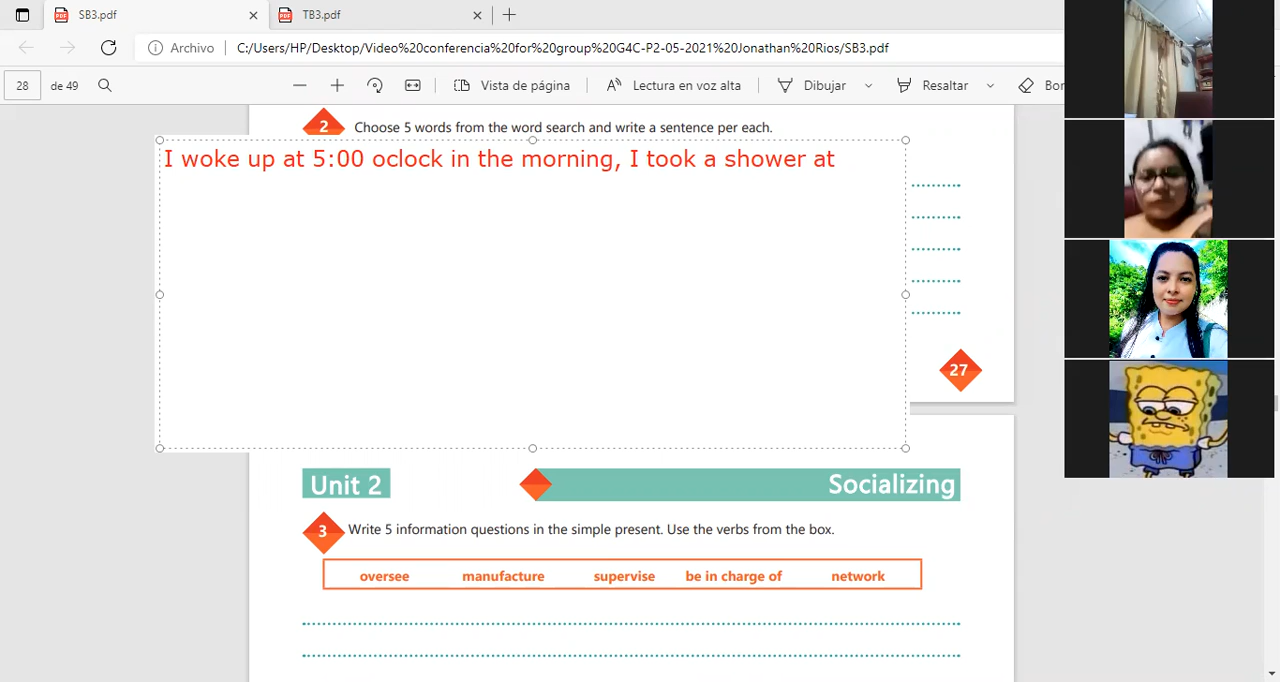 SB3.pdf
TB3.pdf
Archivo
C:/Users/HP/Desktop/Video%20conferencia%20for%20group%20G4C-P2-05-2021%20Jonathan%20Rios/SB3.pdf
28 de 49
Vista de página
Lectura en voz alta
Dibujar
Resaltar
Bor
2 Choose 5 words from the word search and write a sentence per each.
I woke up at 5:00 oclock in the morning, I took a shower at
27
Unit 2
Socializing
3 Write 5 information questions in the simple present. Use the verbs from the box.
oversee manufacture supervise be in charge of network